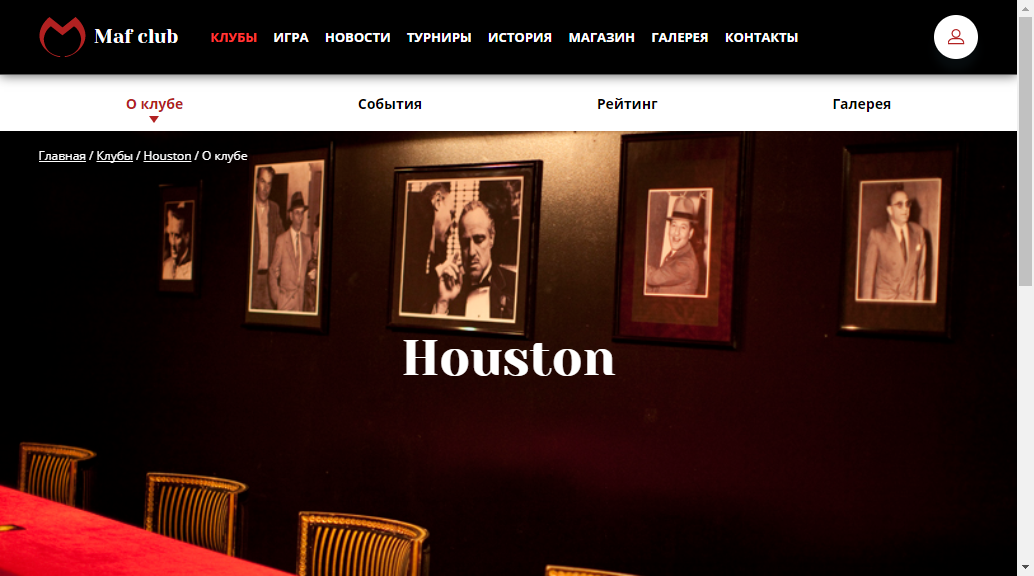 Maf club КЛУБЫ ИГРА НОВОСТИ ТУРНИРЫ ИСТОРИЯ МАГАЗИН ГАЛЕРЕЯ КОНТАКТЫ
О клубе События Рейтинг Галерея
Главная / Клубы / Houston / О клубе
Houston